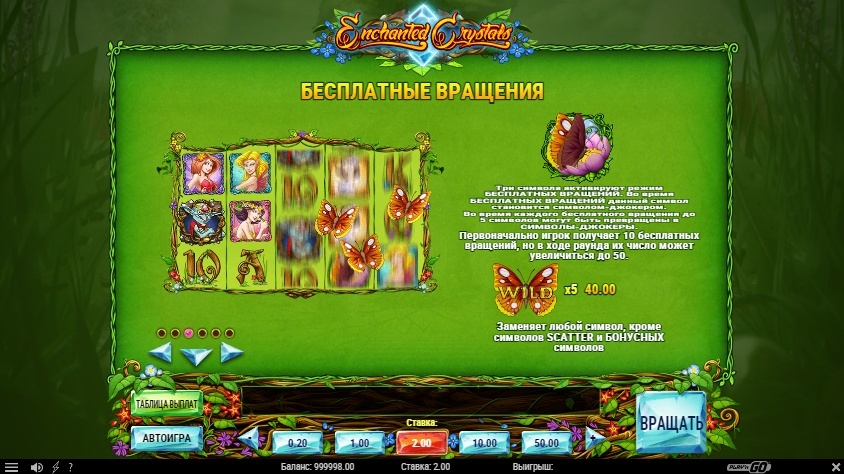 Enchanted Crystals
БЕСПЛАТНЫЕ ВРАЩЕНИЯ
Три символа активируют режим
БЕСПЛАТНЫХ ВРАЩЕНИЙ. Во время
БЕСПЛАТНЫХ ВРАЩЕНИЙ данный символ
становится символом-джокером.
Во время каждого бесплатного вращения до
5 символов могут быть превращены в
СИМВОЛЫ-ДЖОКЕРЫ.
Первоначально игрок получает 10 бесплатных
вращений, но в ходе раунда их число может
увеличиться до 50.
WILD x5 40.00
Заменяет любой символ, кроме
символов SCATTER и БОНУСНЫХ
символов
10 A 10 K
ТАБЛИЦА ВЫПЛАТ
АВТОИГРА
Ставка:
- 0.20 1.00 2.00 10.00 50.00 +
ВРАЩАТЬ
? Баланс: 999998.00 Ставка: 2.00 Выигрыш: PLAY'N GO